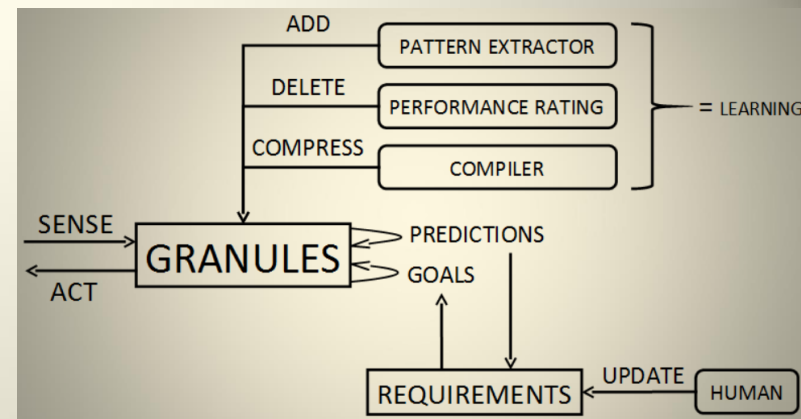 ADD
PATTERN EXTRACTOR
DELETE
PERFORMANCE RATING
= LEARNING
COMPRESS
COMPILER
SENSE
GRANULES
PREDICTIONS
GOALS
ACT
REQUIREMENTS
UPDATE
HUMAN